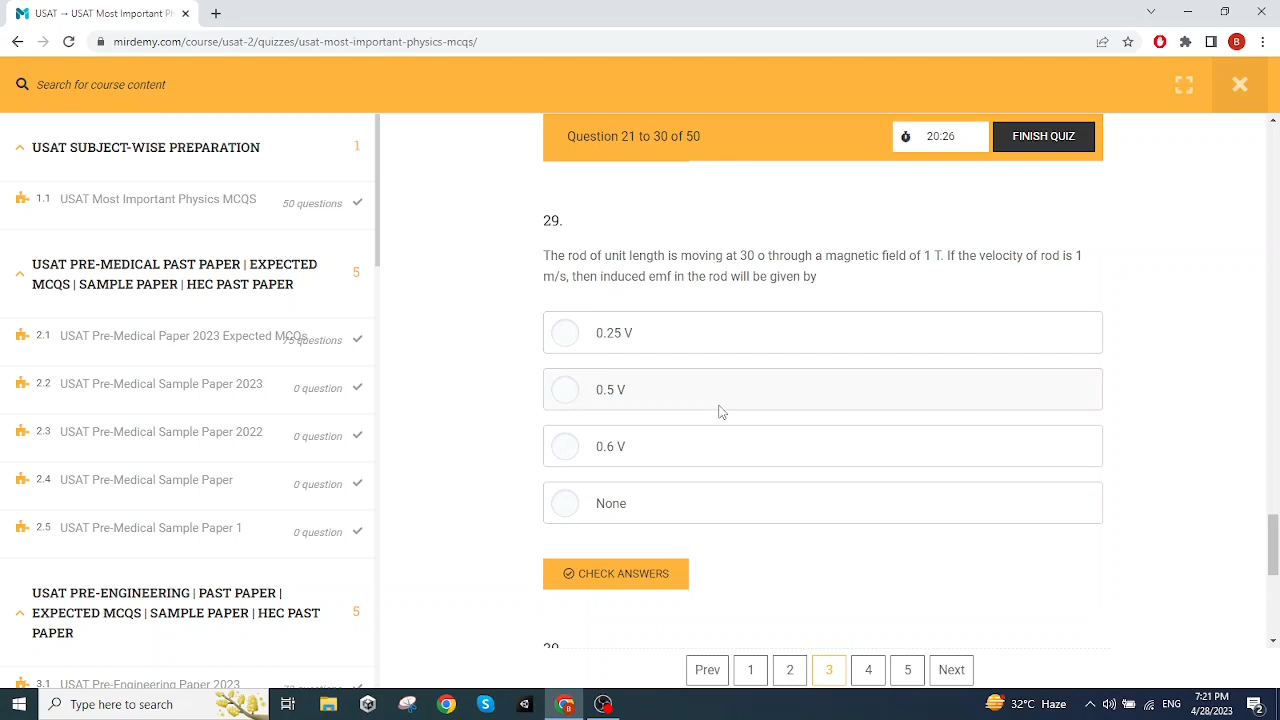 USAT → USAT Most Important Ph
mirdemy.com/course/usat-2/quizzes/usat-most-important-physics-mcqs/
B
Search for course content
USAT SUBJECT-WISE PREPARATION 1
1.1 USAT Most Important Physics MCQS 50 questions
USAT PRE-MEDICAL PAST PAPER | EXPECTED
MCQS | SAMPLE PAPER | HEC PAST PAPER
5
2.1 USAT Pre-Medical Paper 2023 Expected MCQs 75 questions
2.2 USAT Pre-Medical Sample Paper 2023 0 question
2.3 USAT Pre-Medical Sample Paper 2022 0 question
2.4 USAT Pre-Medical Sample Paper 0 question
2.5 USAT Pre-Medical Sample Paper 1 0 question
USAT PRE-ENGINEERING | PAST PAPER |
EXPECTED MCQS | SAMPLE PAPER | HEC PAST
PAPER
5
3.1 USAT Pre-Engineering Paper 2023
Question 21 to 30 of 50 20:26 FINISH QUIZ
29.
The rod of unit length is moving at 30 o through a magnetic field of 1 T. If the velocity of rod is 1
m/s, then induced emf in the rod will be given by
0.25 V
0.5 V
0.6 V
None
CHECK ANSWERS
Prev 1 2 3 4 5 Next
Type here to search
32°C Haze
ENG
7:21 PM
4/28/2023
2